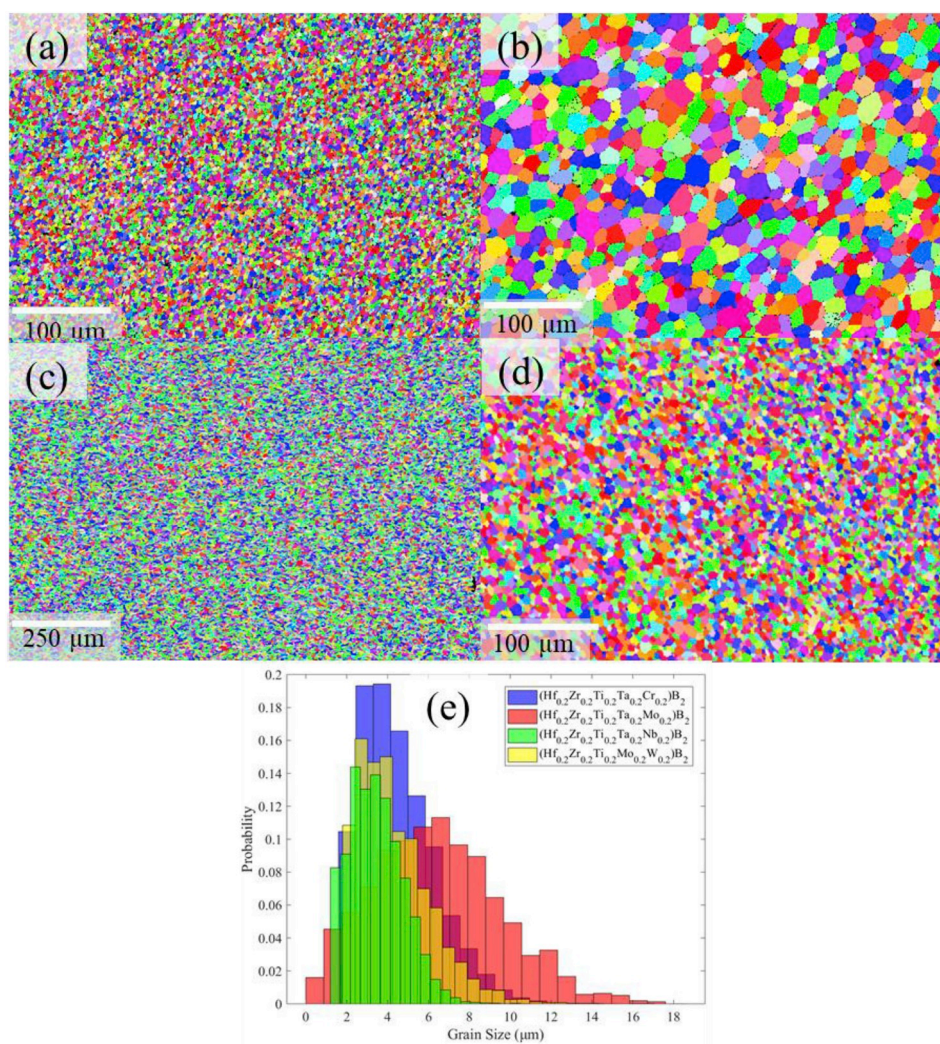 (a)
(b)
100 µm
100 µm
(c)
(d)
250 µm
100 µm
(e)
(Hf0.2Zr0.2Ti0.2Ta0.2Cr0.2)B2
(Hf0.2Zr0.2Ti0.2Ta0.2Mo0.2)B2
(Hf0.2Zr0.2Ti0.2Ta0.2Nb0.2)B2
(Hf0.2Zr0.2Ti0.2Mo0.2W0.2)B2
0.2
0.18
0.16
0.14
0.12
0.1
0.08
0.06
0.04
0.02
0
Probability
0 2 4 6 8 10 12 14 16 18
Grain Size (µm)